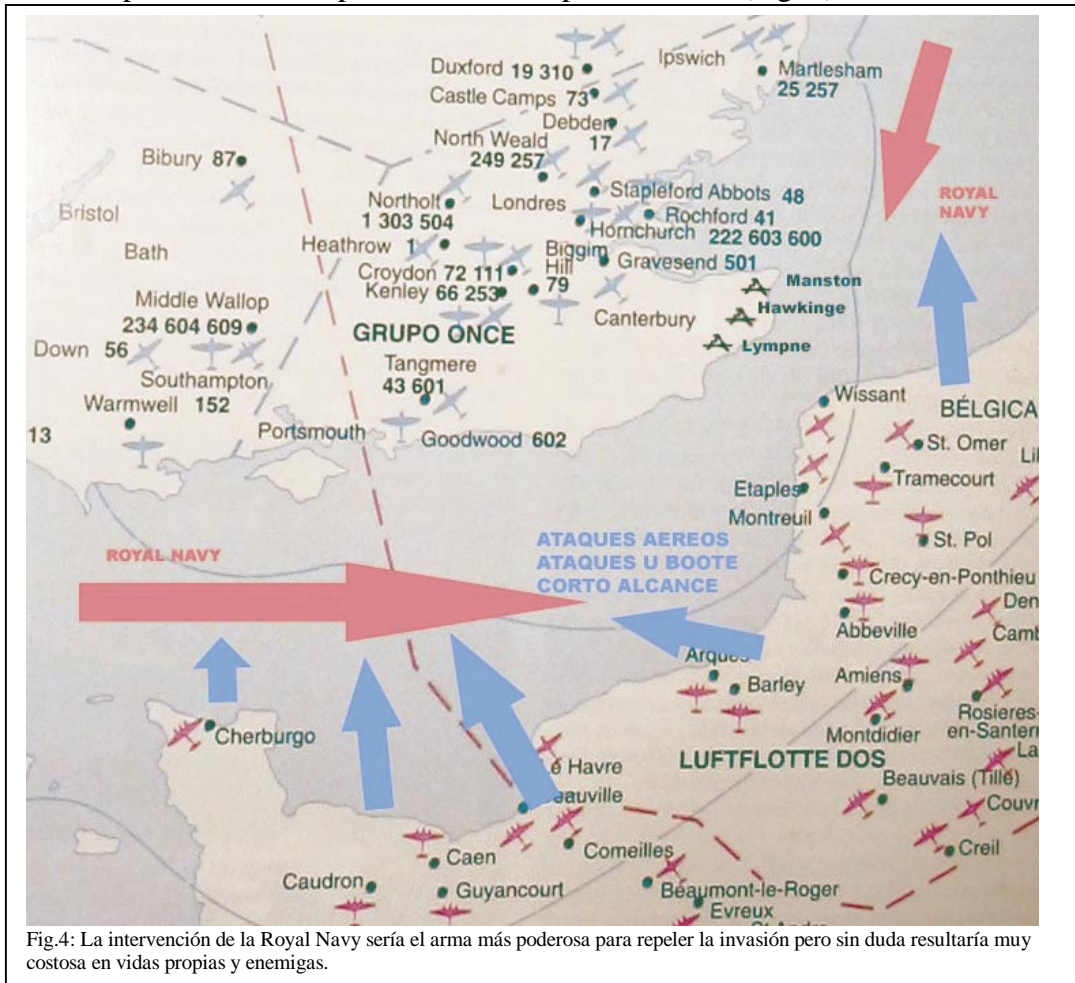 Duxford 19 310
Ipswich
Martlesham
25 257
Castle Camps 73
Debden
17
North Weald
249 257
Bibury 87
Stapleford Abbots 48
Northolt
1 303 504
Londres
Rochford 41
Hornchurch 222 603 600
ROYAL
NAVY
Bristol
Heathrow 1
Biggim
Hill
79
Gravesend 501
Bath
Croydon 72 111
Kenley 66 253
Manston
Hawkinge
Lympne
Middle Wallop
234 604 609
Canterbury
GRUPO ONCE
Down 56
Tangmere
43 601
Southampton
Warmwell 152
Wissant
BÉLGICA
13
Portsmouth
Goodwood 602
St. Omer
Tramecourt
Etaples
Montreuil
ROYAL NAVY
ATAQUES AEREOS
ATAQUES U BOOTE
CORTO ALCANCE
St. Pol
Crecy-en-Ponthieu
Abbeville
Barley
Amiens
Cherburgo
Montdidier
Rosieres-
en-Santerr
LUFTFLOTTE DOS
Le Havre
Beauvais (Tillé)
Caen
Comeilles
Creil
Caudron
Guyancourt
Beaumont-le-Roger
Evreux
Fig.4: La intervención de la Royal Navy sería el arma más poderosa para repeler la invasión pero sin duda resultaría muy
costosa en vidas propias y enemigas.